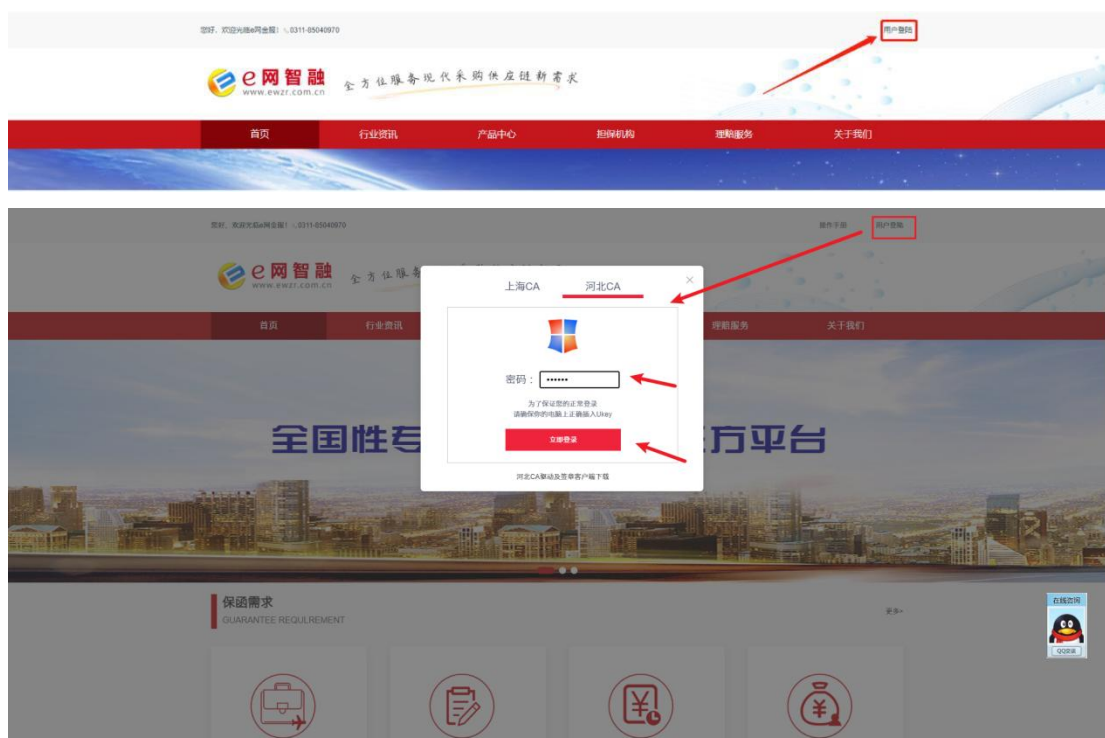 您好，欢迎光临e网金服！ 0311-85040970
用户登陆
e网智融
www.ewzr.com.cn
全方位服务现代采购供应链新需求
首页 行业资讯 产品中心 担保机构 理赔服务 关于我们
您好，欢迎光临e网金服！ 0311-85040970
操作手册 用户登陆
e网智融
www.ewzr.com.cn
全方位服务
上海CA 河北CA
首页 行业资讯 理赔服务 关于我们
密码：
为了保证您的正常登录
请确保你的电脑上正确插入Ukey
立即登录
河北CA驱动及签章客户端下载
全国性专 方平台
保函需求
GUARANTEE REQULREMENT
更多
在线咨询
QQ交谈